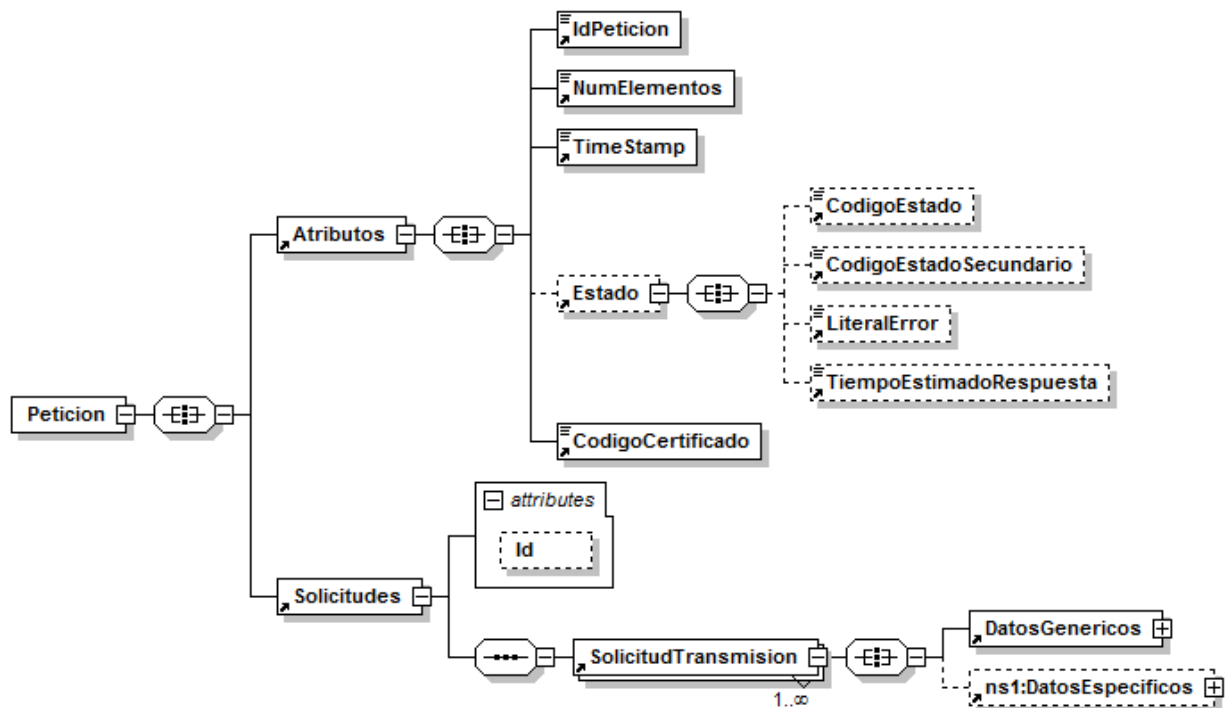 IdPeticion
NumElementos
TimeStamp
CodigoEstado
Atributos
CodigoEstadoSecundario
Estado
LiteralError
TiempoEstimadoRespuesta
Peticion
CodigoCertificado
attributes
Id
Solicitudes
DatosGenericos
SolicitudTransmision
ns1:DatosEspecificos
1..∞